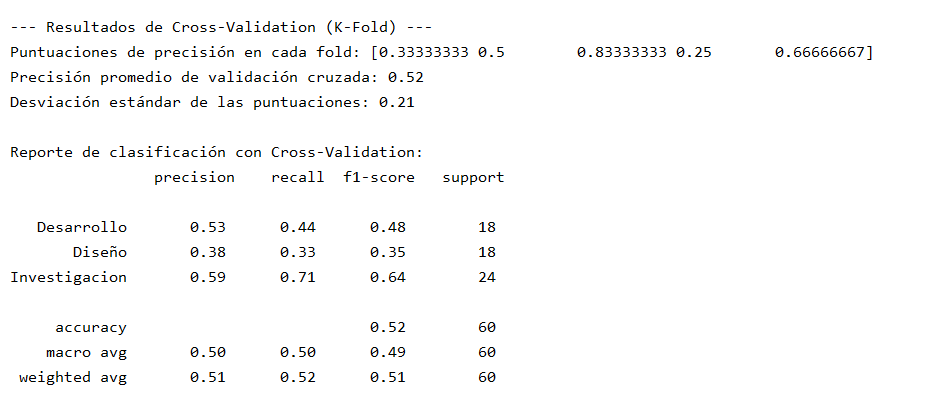 --- Resultados de Cross-Validation (K-Fold) ---
Puntuaciones de precisión en cada fold: [0.33333333 0.5        0.83333333 0.25       0.66666667]
Precisión promedio de validación cruzada: 0.52
Desviación estándar de las puntuaciones: 0.21

Reporte de clasificación con Cross-Validation:
                precision    recall  f1-score   support

   Desarrollo       0.53      0.44      0.48        18
       Diseño       0.38      0.33      0.35        18
Investigacion       0.59      0.71      0.64        24

     accuracy                           0.52        60
    macro avg       0.50      0.50      0.49        60
 weighted avg       0.51      0.52      0.51        60